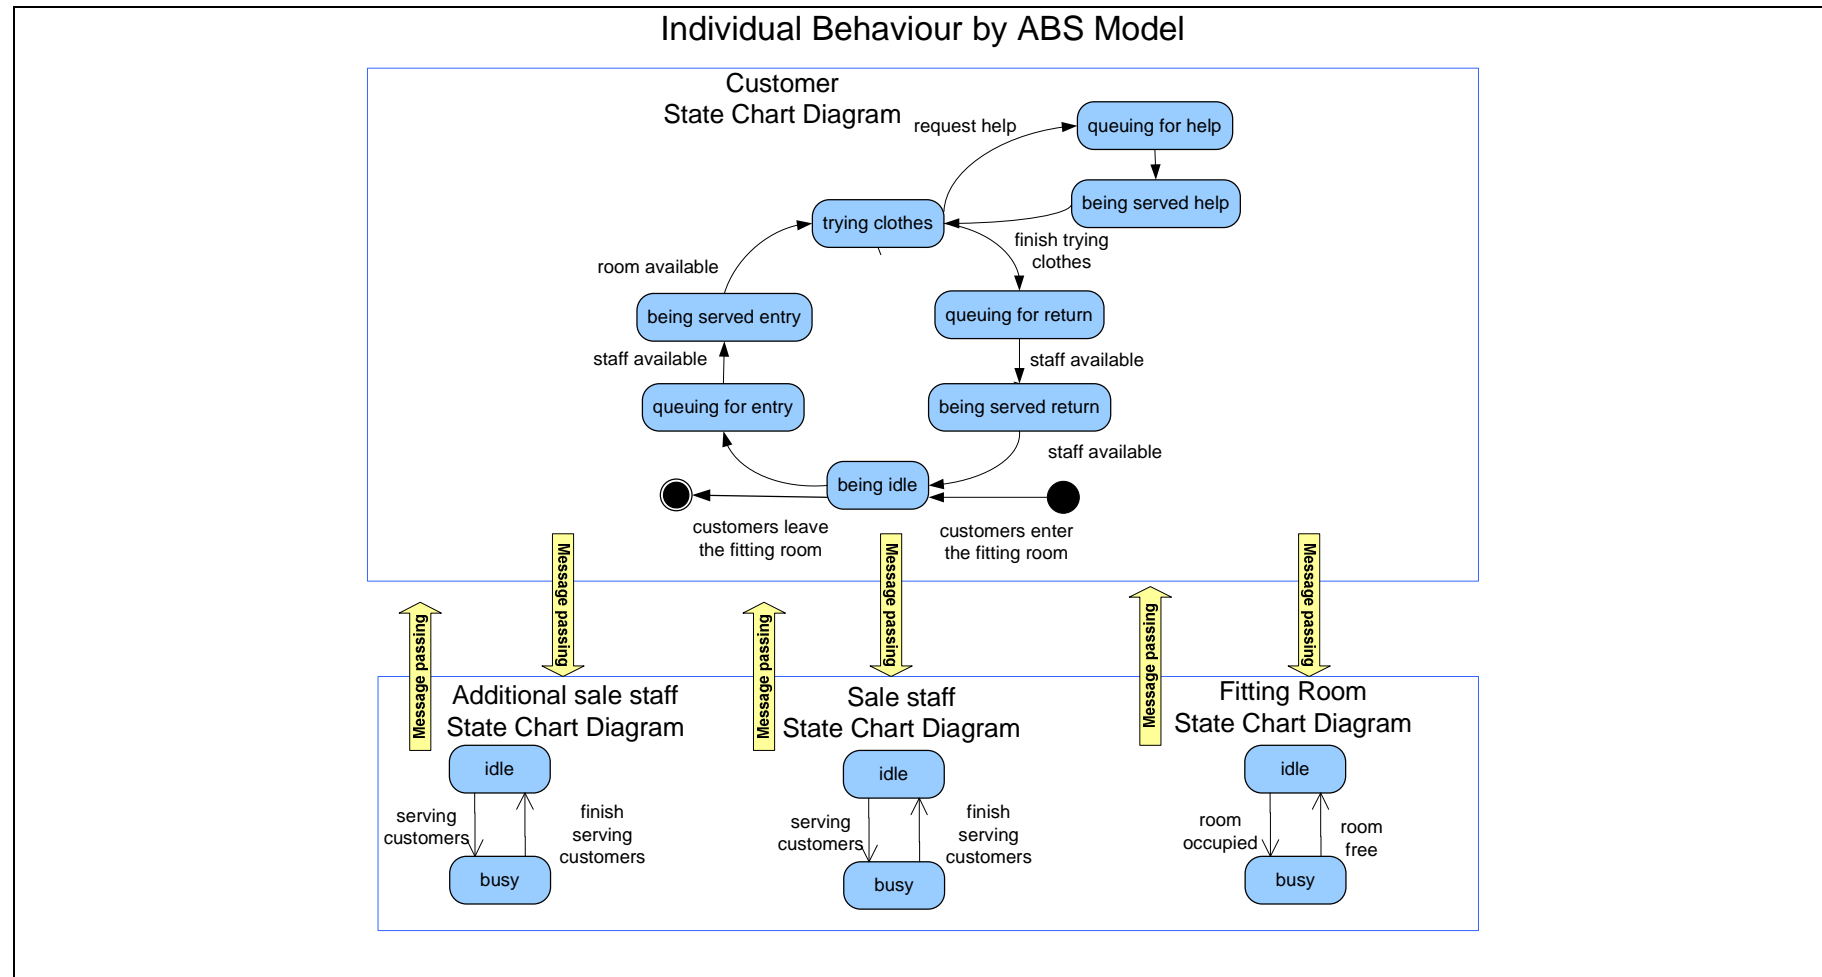 Individual Behaviour by ABS Model
Customer
State Chart Diagram
request help
queuing for help
being served help
trying clothes
finish trying
clothes
room available
being served entry
queuing for return
staff available
staff available
queuing for entry
being served return
staff available
being idle
customers leave
the fitting room
customers enter
the fitting room
Message passing
Message passing
Message passing
Message passing
Message passing
Message passing
Additional sale staff
State Chart Diagram
idle
serving
customers
finish
serving
customers
busy
Sale staff
State Chart Diagram
idle
serving
customers
finish
serving
customers
busy
Fitting Room
State Chart Diagram
idle
room
occupied
room
free
busy